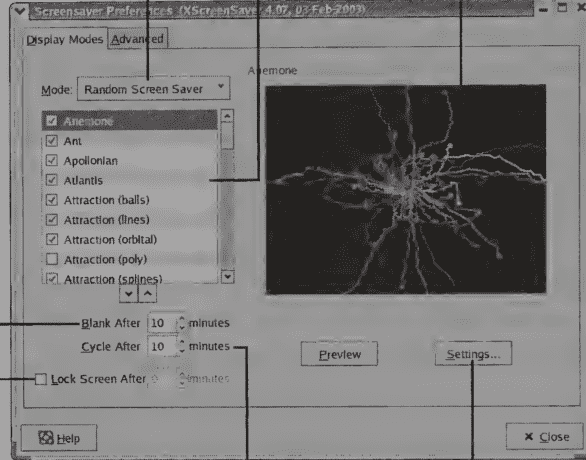 Screensaver Preferences (XScreenSaver 4.07, 03-Feb-2003)
Display Modes Advanced
Mode: Random Screen Saver
Anemone
Anemone
Ant
Apollonian
Atlantis
Attraction (balls)
Attraction (lines)
Attraction (orbital)
Attraction (poly)
Attraction (splines)
Blank After 10 minutes
Cycle After 10 minutes
Lock Screen After 0 minutes
Preview
Settings...
Help
Close